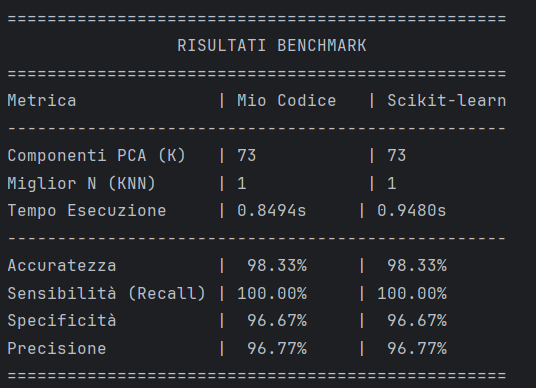 ==================================================
RISULTATI BENCHMARK
==================================================
Metrica | Mio Codice | Scikit-learn
--------------------------------------------------
Componenti PCA (K) | 73 | 73
Miglior N (KNN) | 1 | 1
Tempo Esecuzione | 0.8494s | 0.9480s
--------------------------------------------------
Accuratezza | 98.33% | 98.33%
Sensibilità (Recall) | 100.00% | 100.00%
Specificità | 96.67% | 96.67%
Precisione | 96.77% | 96.77%
==================================================